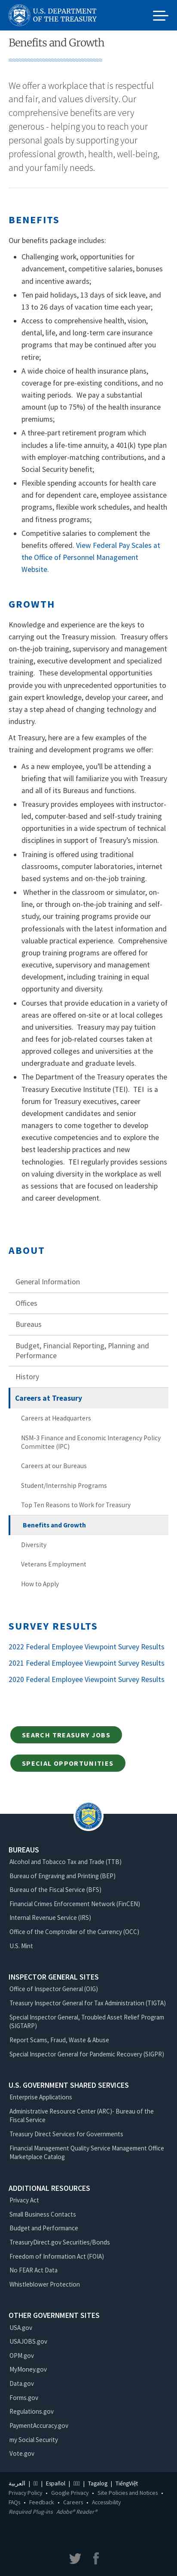 U.S. DEPARTMENT
OF THE TREASURY
Benefits and Growth
We offer a workplace that is respectful
and fair, and values diversity. Our
comprehensive benefits are very
generous - helping you to reach your
personal goals by supporting your
professional growth, health, well-being,
and your family needs.
BENEFITS
Our benefits package includes:
Challenging work, opportunities for
advancement, competitive salaries, bonuses
and incentive awards;
Ten paid holidays, 13 days of sick leave, and
13 to 26 days of vacation time each year;
Access to comprehensive health, vision,
dental, life, and long-term care insurance
programs that may be continued after you
retire;
A wide choice of health insurance plans,
coverage for pre-existing conditions, and no
waiting periods. We pay a substantial
amount (up to 75%) of the health insurance
premiums;
A three-part retirement program which
includes a life-time annuity, a 401(k) type plan
with employer-matching contributions, and a
Social Security benefit;
Flexible spending accounts for health care
and for dependent care, employee assistance
programs, flexible work schedules, and health
and fitness programs;
Competitive salaries to complement the
benefits offered. View Federal Pay Scales at
the Office of Personnel Management
Website.
GROWTH
Knowledge and experience are the keys to
carrying out the Treasury mission. Treasury offers
on-the-job training, supervisory and management
training, executive development and specialized
training. These developmental opportunities
provide you with unprecedented opportunities to
gain expert knowledge, develop your career, and
stay a step ahead of changing technology and
industry.
At Treasury, here are a few examples of the
training and development programs we offer:
As a new employee, you'll be attending a
briefing that will familiarize you with Treasury
and all of its Bureaus and functions.
Treasury provides employees with instructor-
led, computer-based and self-study training
opportunities in a wide spectrum of technical
disciplines in support of Treasury's mission.
Training is offered using traditional
classrooms, computer laboratories, internet
based systems and on-the-job training.
Whether in the classroom or simulator, on-
line, or through on-the-job training and self-
study, our training programs provide our
professionals with the latest information and
valuable practical experience. Comprehensive
group training programs are offered for
executive, supervisory and management
development, including training in equal
opportunity and diversity.
Courses that provide education in a variety of
areas are offered on-site or at local colleges
and universities. Treasury may pay tuition
and fees for job-related courses taken at
approved colleges and universities at the
undergraduate and graduate levels.
The Department of the Treasury operates the
Treasury Executive Institute (TEI). TEI is a
forum for Treasury executives, career
development candidates and senior
managers to come together to develop
executive competencies and to explore the
best practices in leadership and emerging
technologies. TEI regularly provides sessions
on valuing diversity in the workplace as well
as sessions that are focused on leadership
and career development.
ABOUT
General Information
Offices
Bureaus
Budget, Financial Reporting, Planning and
Performance
History
Careers at Treasury
Careers at Headquarters
NSM-3 Finance and Economic Interagency Policy
Committee (IPC)
Careers at our Bureaus
Student/Internship Programs
Top Ten Reasons to Work for Treasury
Benefits and Growth
Diversity
Veterans Employment
How to Apply
SURVEY RESULTS
2022 Federal Employee Viewpoint Survey Results
2021 Federal Employee Viewpoint Survey Results
2020 Federal Employee Viewpoint Survey Results
SEARCH TREASURY JOBS
SPECIAL OPPORTUNITIES
BUREAUS
Alcohol and Tobacco Tax and Trade (TTB)
Bureau of Engraving and Printing (BEP)
Bureau of the Fiscal Service (BFS)
Financial Crimes Enforcement Network (FinCEN)
Internal Revenue Service (IRS)
Office of the Comptroller of the Currency (OCC)
U.S. Mint
INSPECTOR GENERAL SITES
Office of Inspector General (OIG)
Treasury Inspector General for Tax Administration (TIGTA)
Special Inspector General, Troubled Asset Relief Program
(SIGTARP)
Report Scams, Fraud, Waste & Abuse
Special Inspector General for Pandemic Recovery (SIGPR)
U.S. GOVERNMENT SHARED SERVICES
Enterprise Applications
Administrative Resource Center (ARC)- Bureau of the
Fiscal Service
Treasury Direct Services for Governments
Financial Management Quality Service Management Office
Marketplace Catalog
ADDITIONAL RESOURCES
Privacy Act
Small Business Contacts
Budget and Performance
TreasuryDirect.gov Securities/Bonds
Freedom of Information Act (FOIA)
No FEAR Act Data
Whistleblower Protection
OTHER GOVERNMENT SITES
USA.gov
USAJOBS.gov
OPM.gov
MyMoney.gov
Data.gov
Forms.gov
Regulations.gov
PaymentAccuracy.gov
my Social Security
Vote.gov
العربية | | Español | | Tagalog | TiếngViệt
Privacy Policy • Google Privacy • Site Policies and Notices •
FAQs • Feedback • Careers • Accessibility
Required Plug-ins Adobe® Reader®